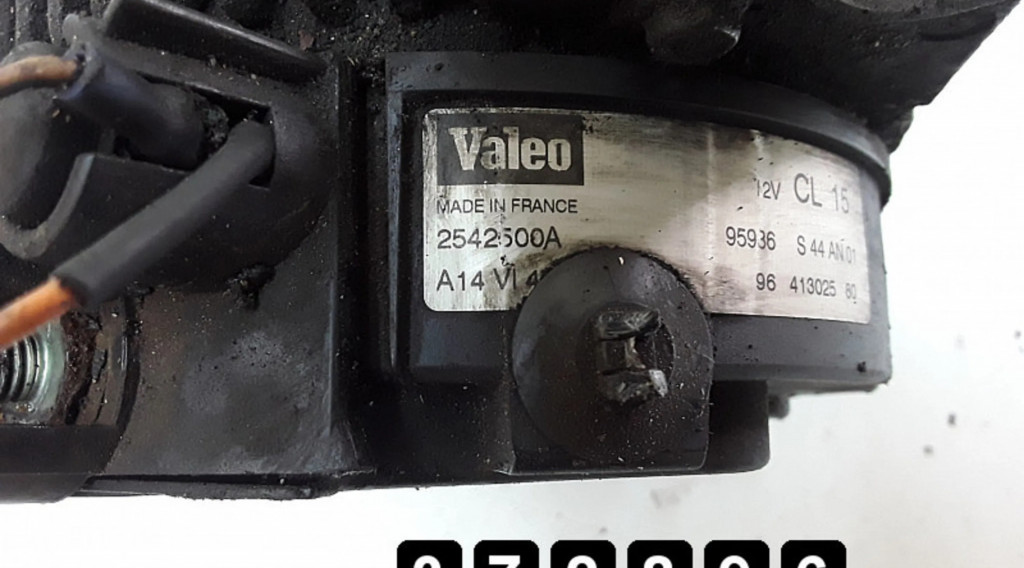 Valeo
MADE IN FRANCE
2542500A
A14 VI
12V CL 15
95936 S 44 AN 01
96 413025 80